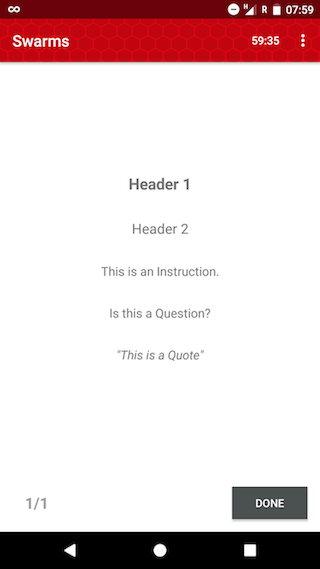 H R 07:59
Swarms 59:35
Header 1
Header 2
This is an Instruction.
Is this a Question?
"This is a Quote"
1/1 DONE